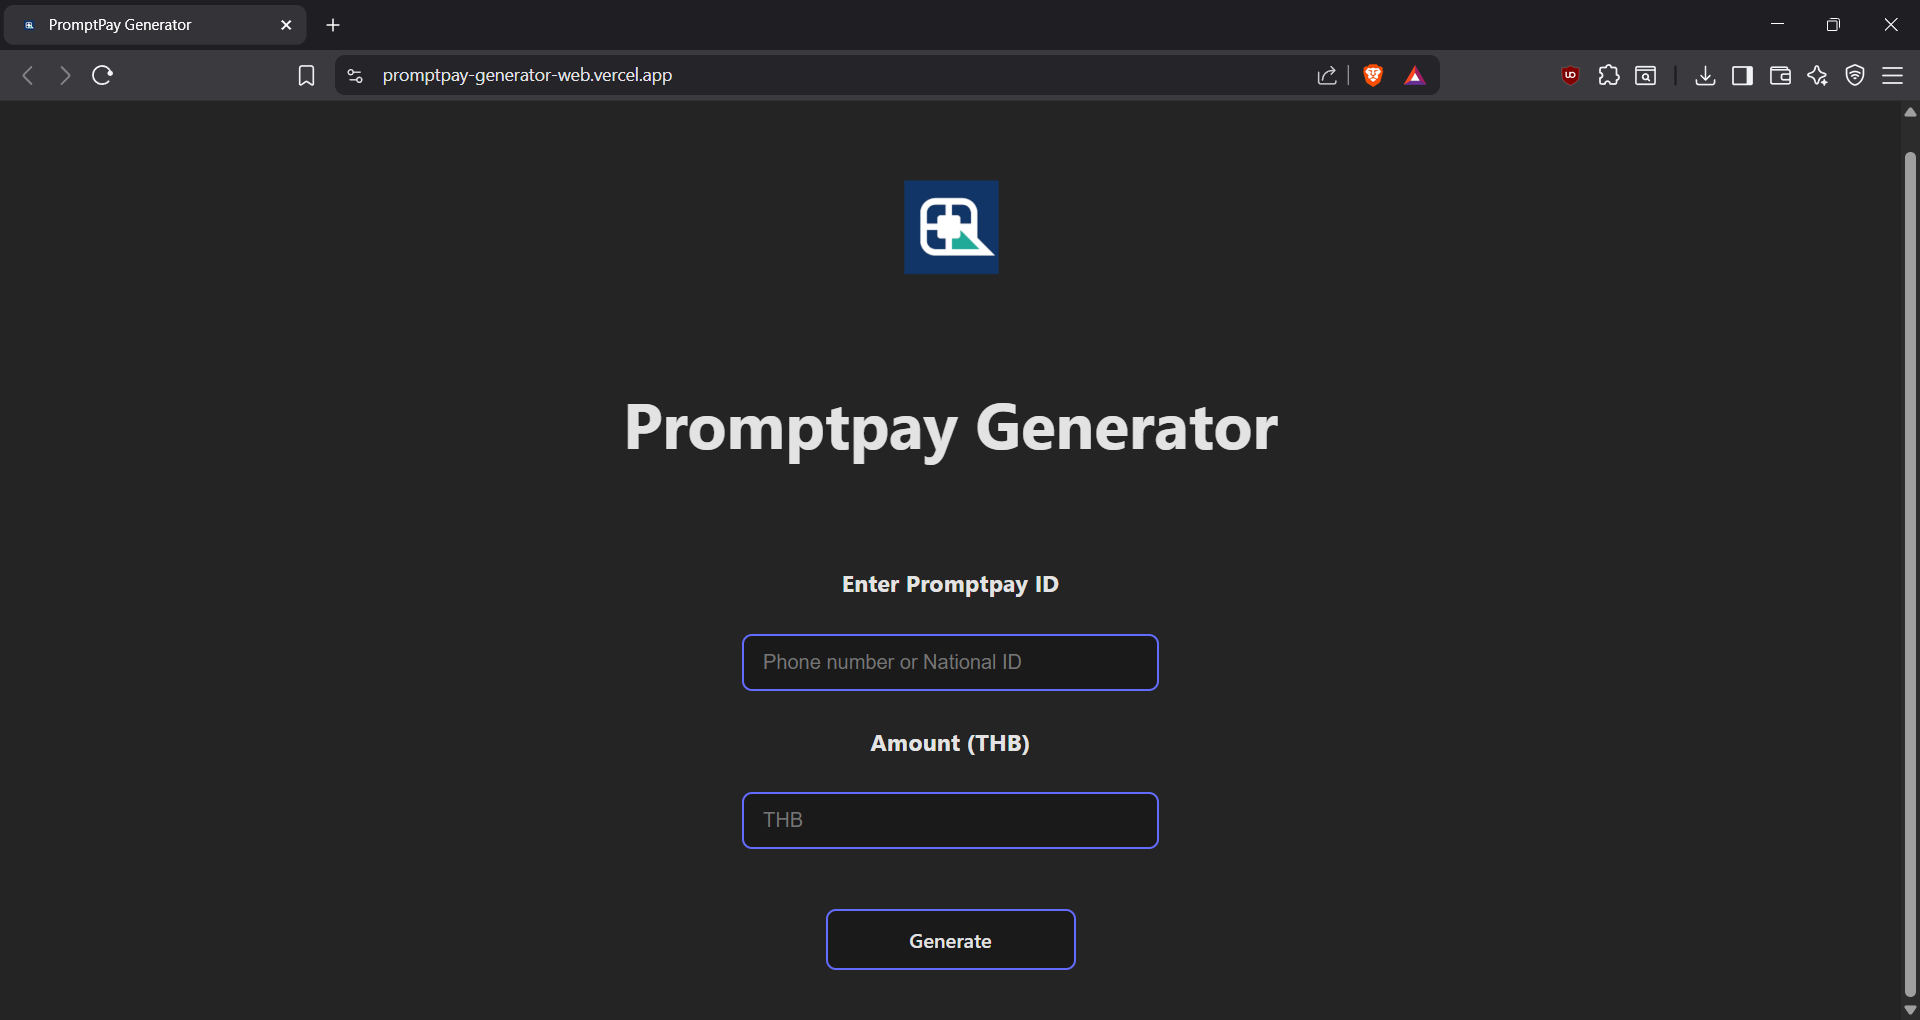 PromptPay Generator
promptpay-generator-web.vercel.app
Promptpay Generator
Enter Promptpay ID
Phone number or National ID
Amount (THB)
THB
Generate